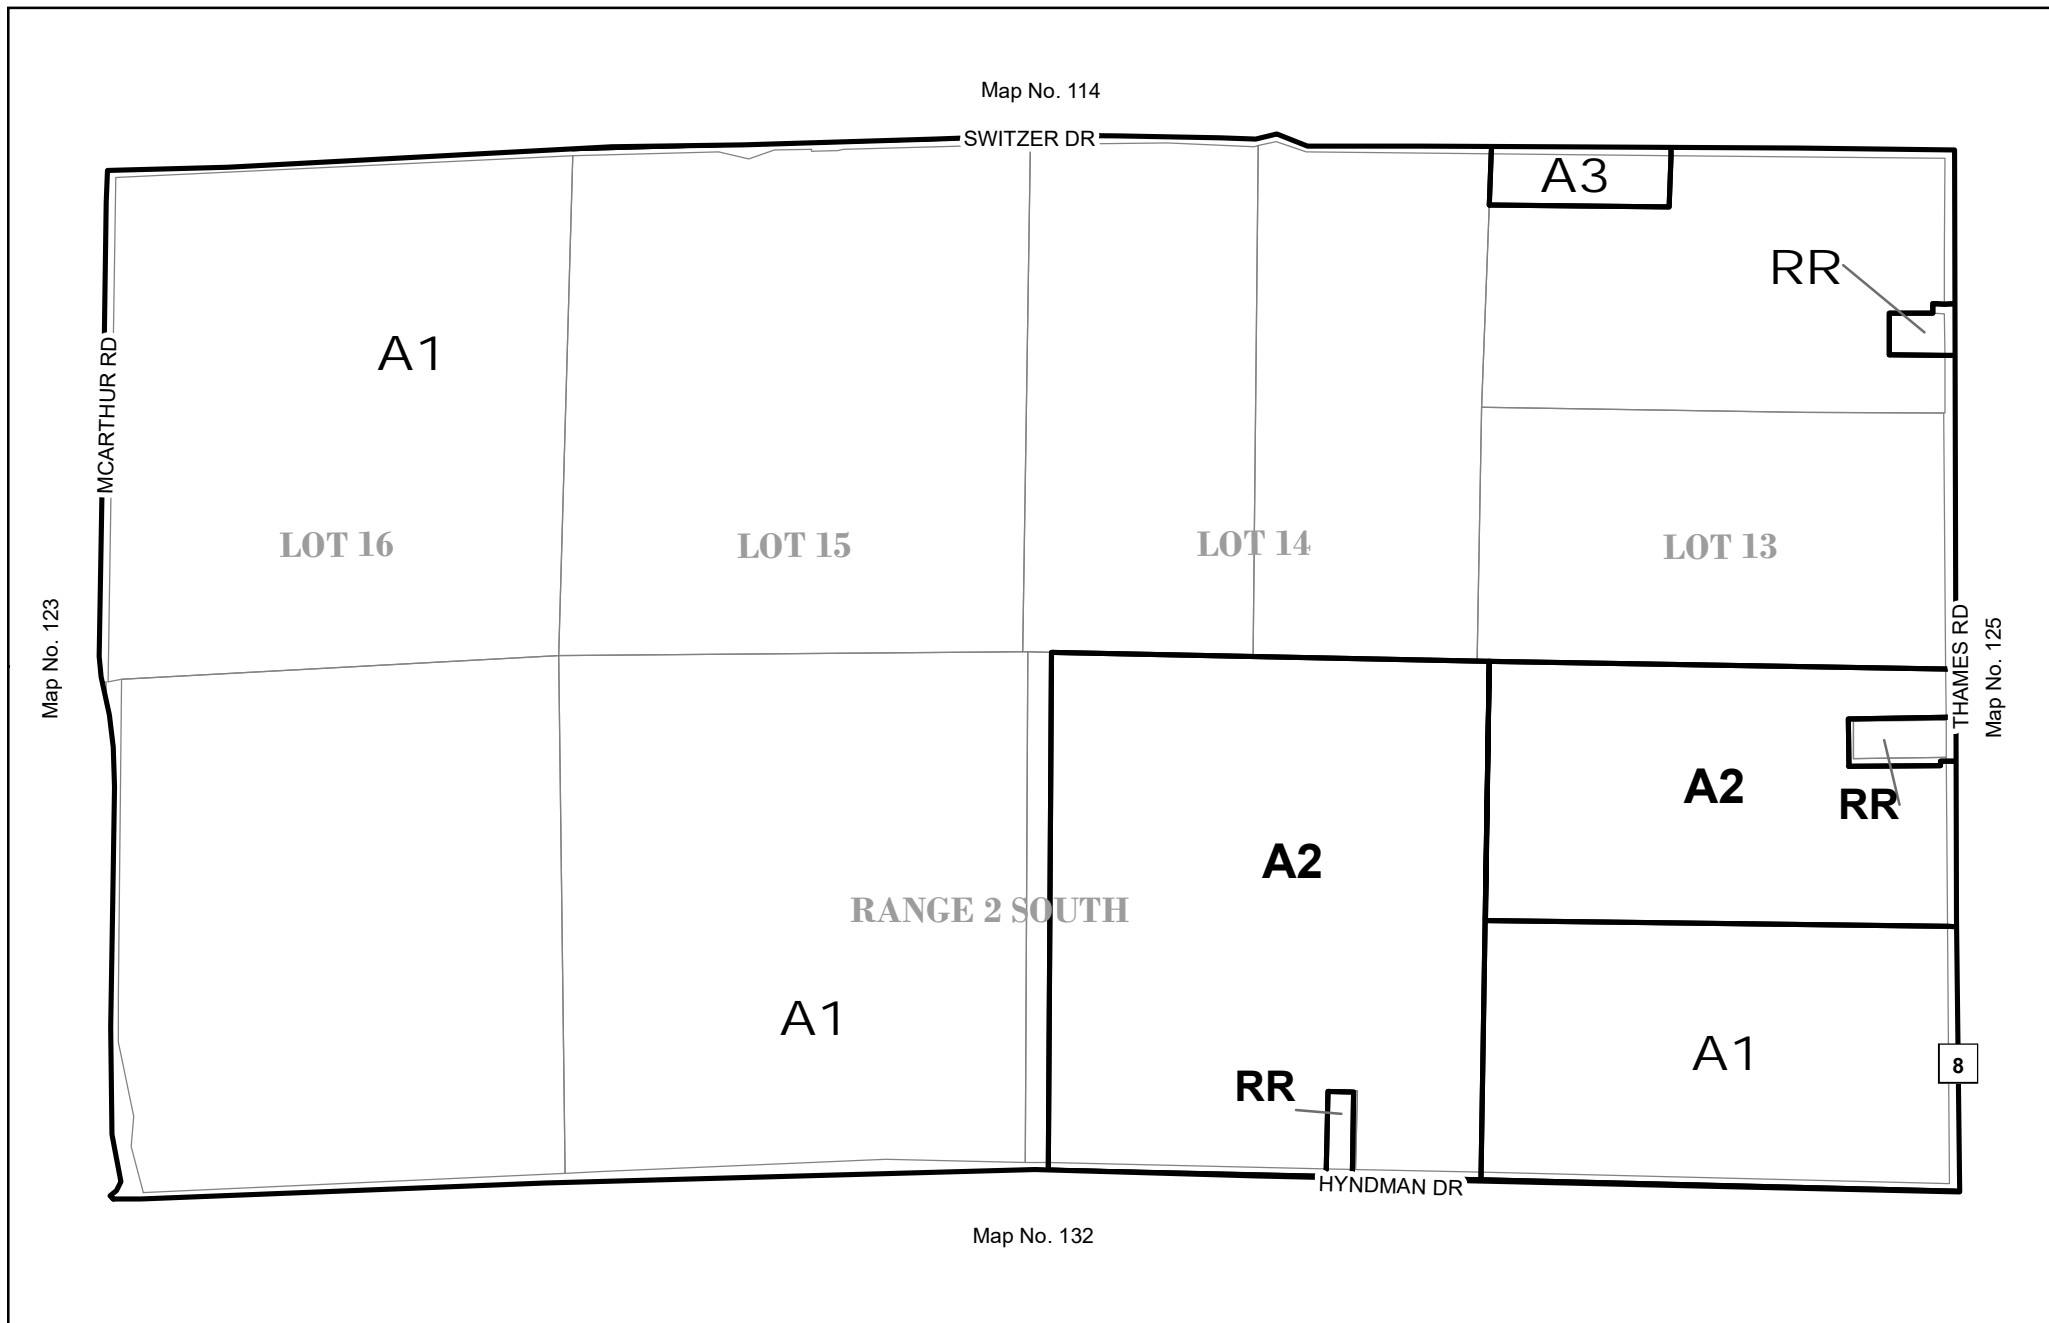 Map No. 114
SWITZER DR
A3
RR
A1
MCARTHUR RD
LOT 16
LOT 15
LOT 14
LOT 13
Map No. 123
THAMES RD
Map No. 125
A2
RR
A2
RANGE 2 SOUTH
A1
A1
8
RR
HYNDMAN DR
Map No. 132